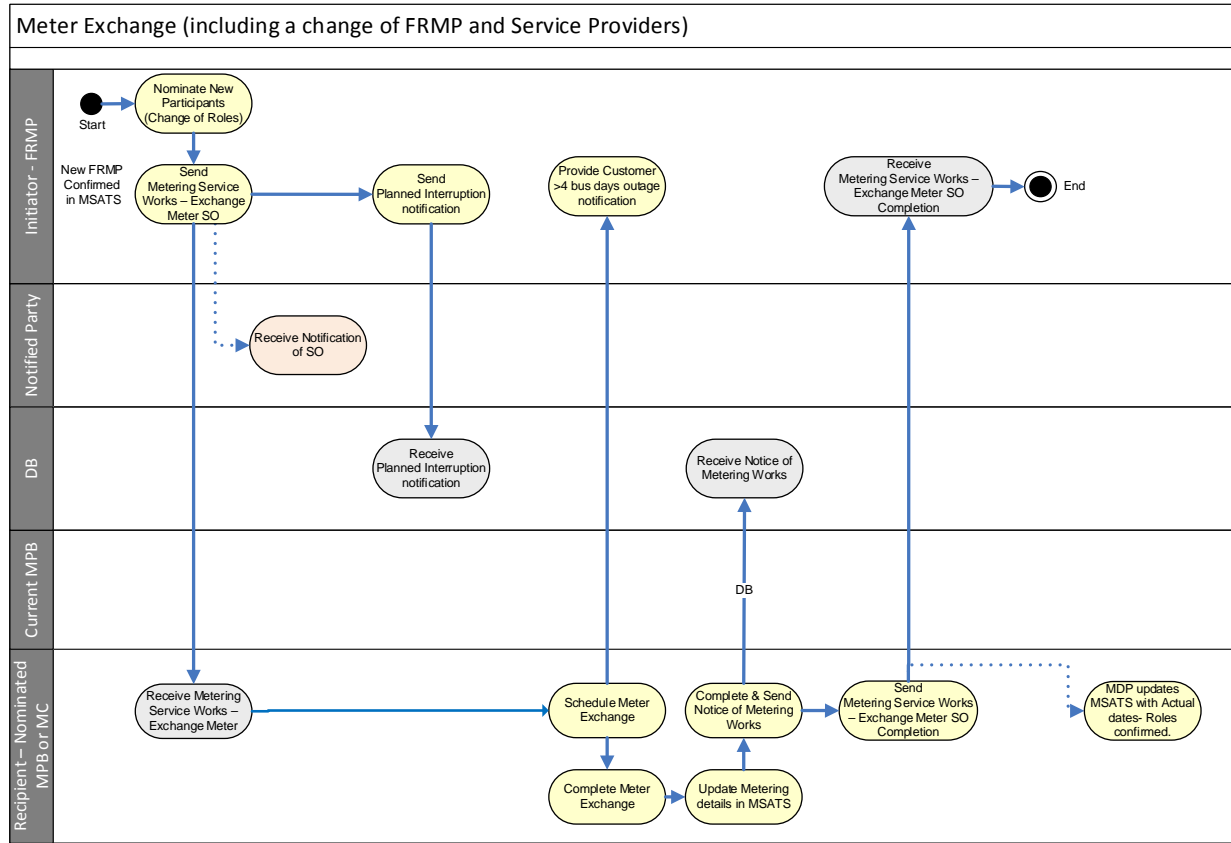 Meter Exchange (including a change of FRMP and Service Providers)
Initiator - FRMP
Start
Nominate New
Participants
(Change of Roles)
New FRMP
Confirmed
in MSATS
Send
Metering Service
Works – Exchange
Meter SO
Send
Planned Interruption
notification
Provide Customer
>4 bus days outage
notification
Receive
Metering Service Works –
Exchange Meter SO
Completion
End
Notified Party
Receive Notification
of SO
DB
Receive
Planned Interruption
notification
Receive Notice of
Metering Works
Current MPB
DB
Recipient – Nominated
MPB or MC
Receive Metering
Service Works –
Exchange Meter
Schedule Meter
Exchange
Complete & Send
Notice of Metering
Works
Send
Metering Service Works
– Exchange Meter SO
Completion
MDP updates
MSATS with Actual
dates- Roles
confirmed.
Complete Meter
Exchange
Update Metering
details in MSATS